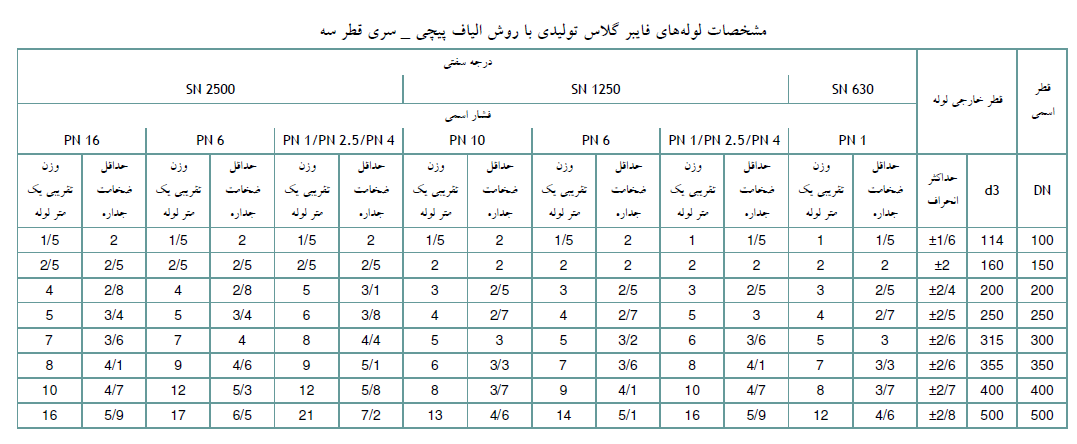 مشخصات لوله‌های فایبر گلاس تولیدی با روش الیاف پیچی _ سری قطر سه
قطر اسمی | قطر خارجی لوله | درجه سفتی
SN 630 | SN 1250 | SN 2500
فشار اسمی
PN 1 | PN 1/PN 2.5/PN 4 | PN 6 | PN 10 | PN 1/PN 2.5/PN 4 | PN 6 | PN 16
DN | d3 | حداکثر انحراف | حداقل ضخامت جداره | وزن تقریبی یک متر لوله | حداقل ضخامت جداره | وزن تقریبی یک متر لوله | حداقل ضخامت جداره | وزن تقریبی یک متر لوله | حداقل ضخامت جداره | وزن تقریبی یک متر لوله | حداقل ضخامت جداره | وزن تقریبی یک متر لوله | حداقل ضخامت جداره | وزن تقریبی یک متر لوله | حداقل ضخامت جداره | وزن تقریبی یک متر لوله
100 | 114 | ±1/6 | 1/5 | 1 | 1/5 | 1 | 2 | 1/5 | 2 | 1/5 | 2 | 1/5 | 2 | 1/5 | 2 | 1/5
150 | 160 | ±2 | 2 | 2 | 2 | 2 | 2 | 2 | 2 | 2 | 2/5 | 2/5 | 2/5 | 2/5 | 2/5 | 2/5
200 | 200 | ±2/4 | 2/5 | 3 | 2/5 | 3 | 2/5 | 3 | 2/5 | 3 | 3/1 | 5 | 2/8 | 4 | 2/8 | 4
250 | 250 | ±2/5 | 2/7 | 4 | 3 | 5 | 2/7 | 4 | 2/7 | 4 | 3/8 | 6 | 3/4 | 5 | 3/4 | 5
300 | 315 | ±2/6 | 3 | 5 | 3/6 | 6 | 3/2 | 5 | 3 | 5 | 4/4 | 8 | 4 | 7 | 3/6 | 7
350 | 355 | ±2/6 | 3/3 | 7 | 4/1 | 8 | 3/6 | 7 | 3/3 | 6 | 5/1 | 9 | 4/6 | 9 | 4/1 | 8
400 | 400 | ±2/7 | 3/7 | 8 | 4/7 | 10 | 4/1 | 9 | 3/7 | 8 | 5/8 | 12 | 5/3 | 12 | 4/7 | 10
500 | 500 | ±2/8 | 4/6 | 12 | 5/9 | 16 | 5/1 | 14 | 4/6 | 13 | 7/2 | 21 | 6/5 | 17 | 5/9 | 16